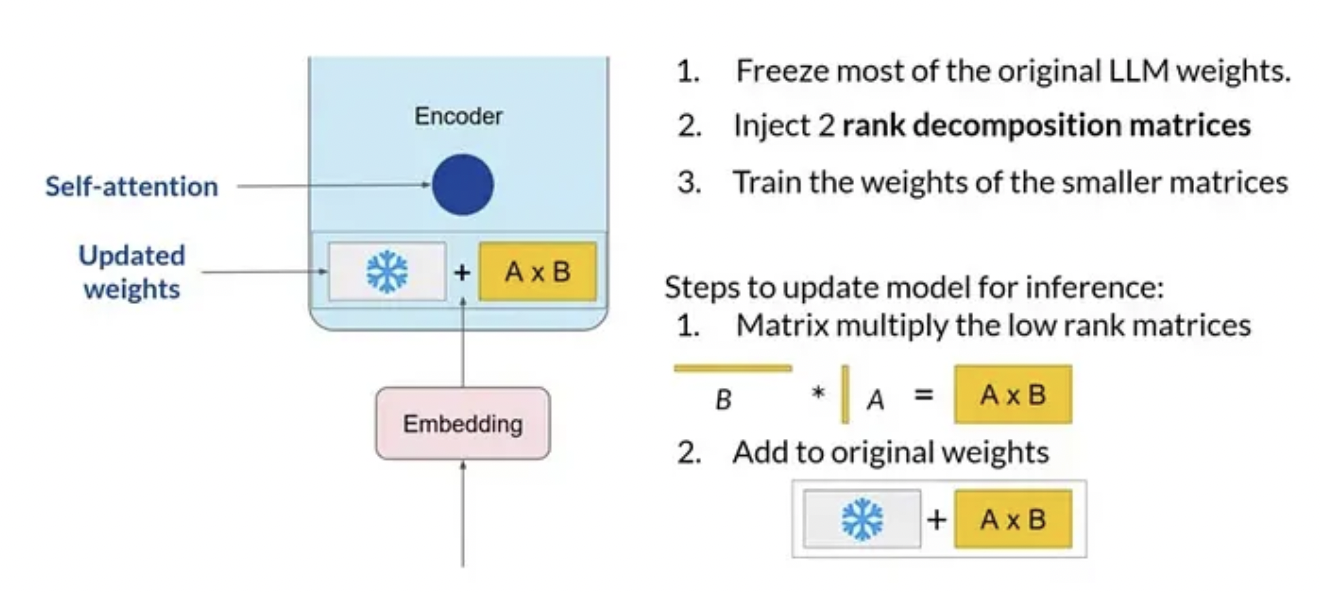 Encoder
Self-attention
Updated
weights
+ A x B
Embedding
1. Freeze most of the original LLM weights.
2. Inject 2 rank decomposition matrices
3. Train the weights of the smaller matrices
Steps to update model for inference:
1. Matrix multiply the low rank matrices
B * A = A x B
2. Add to original weights
+ A x B